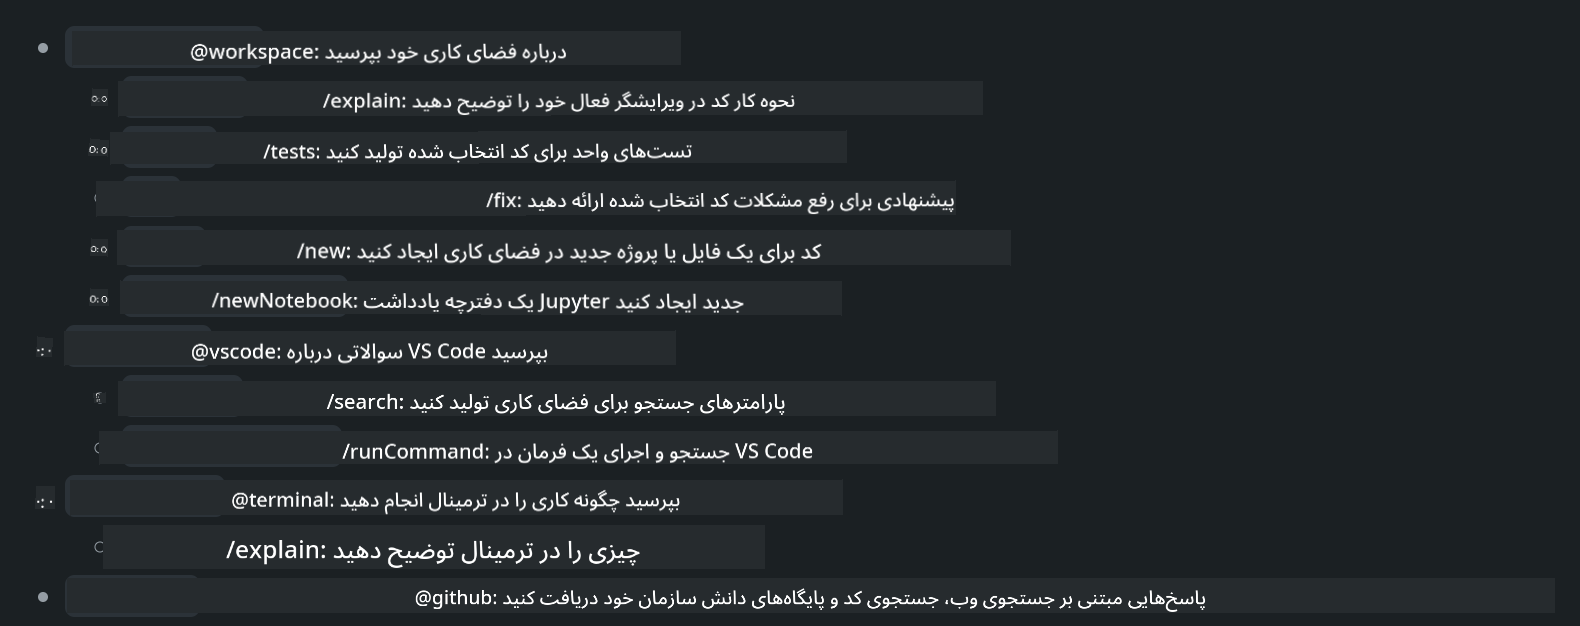 @workspace: درباره فضای کاری خود بپرسید
/explain: نحوه کار کد در ویرایشگر فعال خود را توضیح دهید
/tests: تست‌های واحد برای کد انتخاب شده تولید کنید
/fix: پیشنهادی برای رفع مشکلات کد انتخاب شده ارائه دهید
/new: کد برای یک فایل یا پروژه جدید در فضای کاری ایجاد کنید
/newNotebook: یک دفترچه یادداشت Jupyter جدید ایجاد کنید
@vscode: سوالاتی درباره VS Code بپرسید
/search: پارامترهای جستجو برای فضای کاری تولید کنید
/runCommand: جستجو و اجرای یک فرمان در VS Code
@terminal: بپرسید چگونه کاری را در ترمینال انجام دهید
/explain: چیزی را در ترمینال توضیح دهید
@github: پاسخ‌هایی مبتنی بر جستجوی وب، جستجوی کد و پایگاه‌های دانش سازمان خود دریافت کنید